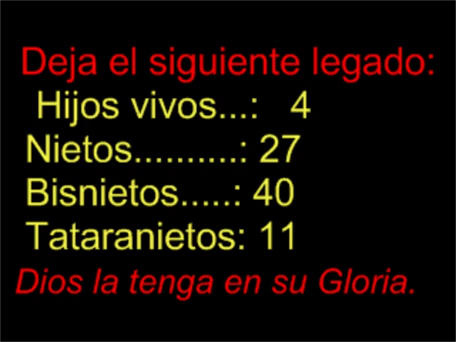 Deja el siguiente legado:
Hijos vivos...: 4
Nietos..........: 27
Bisnietos.....: 40
Tataranietos: 11
Dios la tenga en su Gloria.